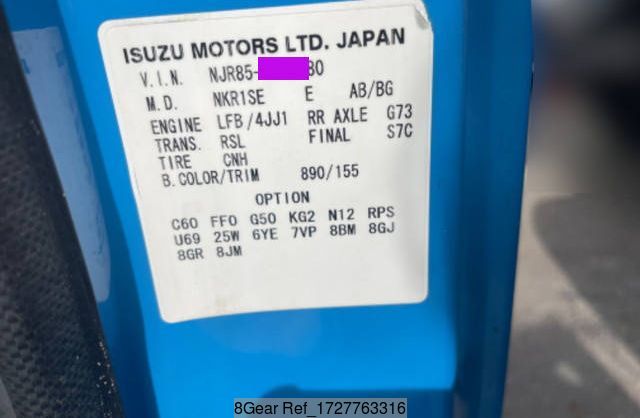 ISUZU MOTORS LTD. JAPAN
V.I.N. NJR85- 80
M.D. NKR1SE E AB/BG
ENGINE LFB/4JJ1 RR AXLE G73
TRANS. RSL FINAL S7C
TIRE CNH
B.COLOR/TRIM 890/155
OPTION
C60 FF0 G50 KG2 N12 RPS
U69 25W 6YE 7VP 8BM 8GJ
8GR 8JM
8Gear Ref_1727763316